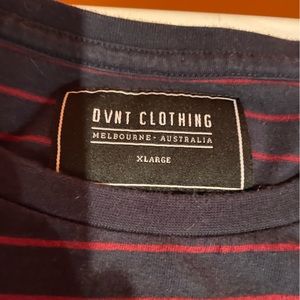 DVNT CLOTHING
MELBOURNE - AUSTRALIA
XLARGE